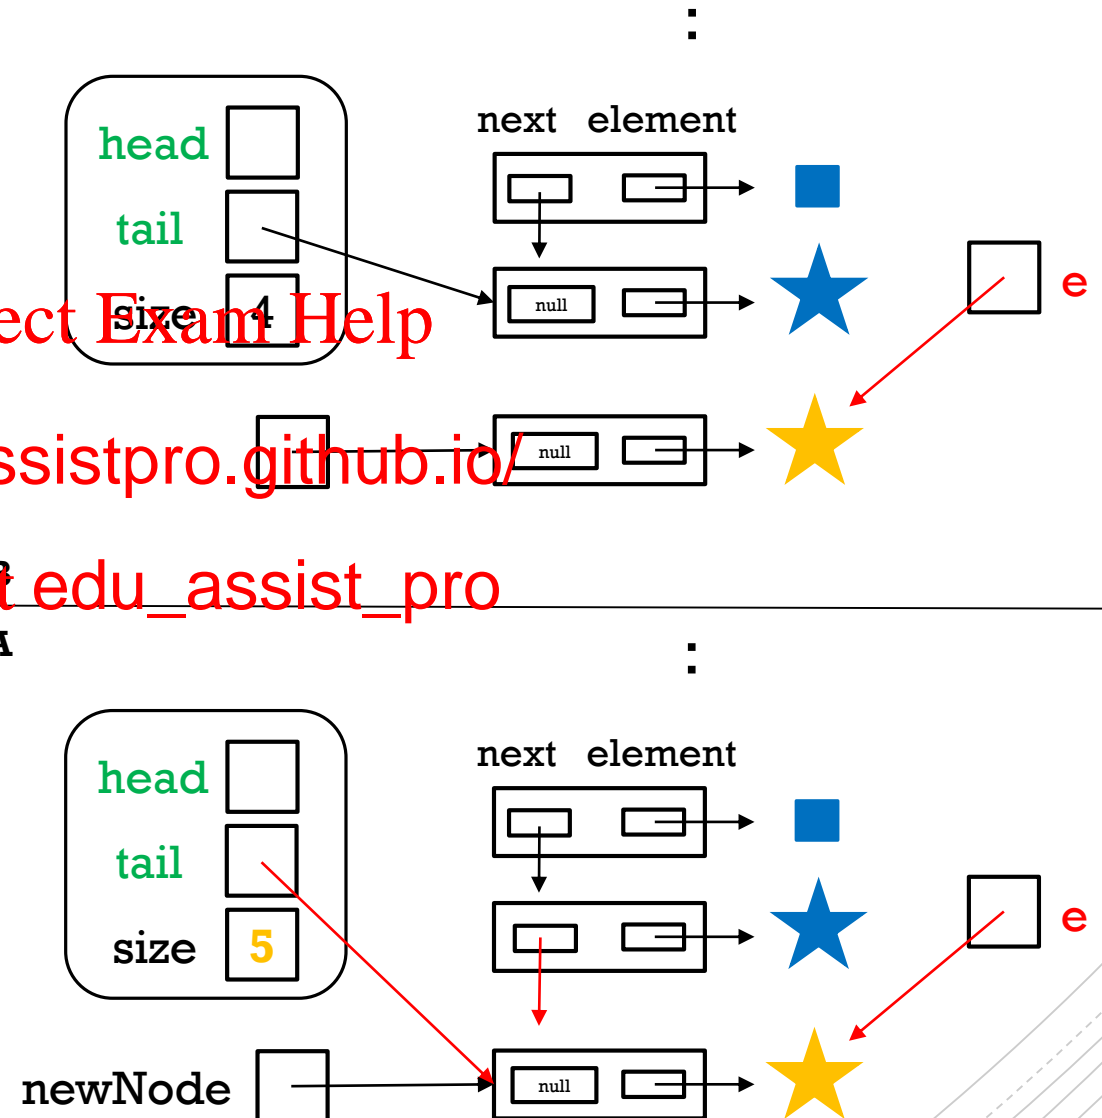 :
next element
head
tail
null
e
size 4
ect Exam Help
null
ssistpro.github.io/
t edu_assist_pro
A
:
next element
head
tail
size 5
e
newNode
null